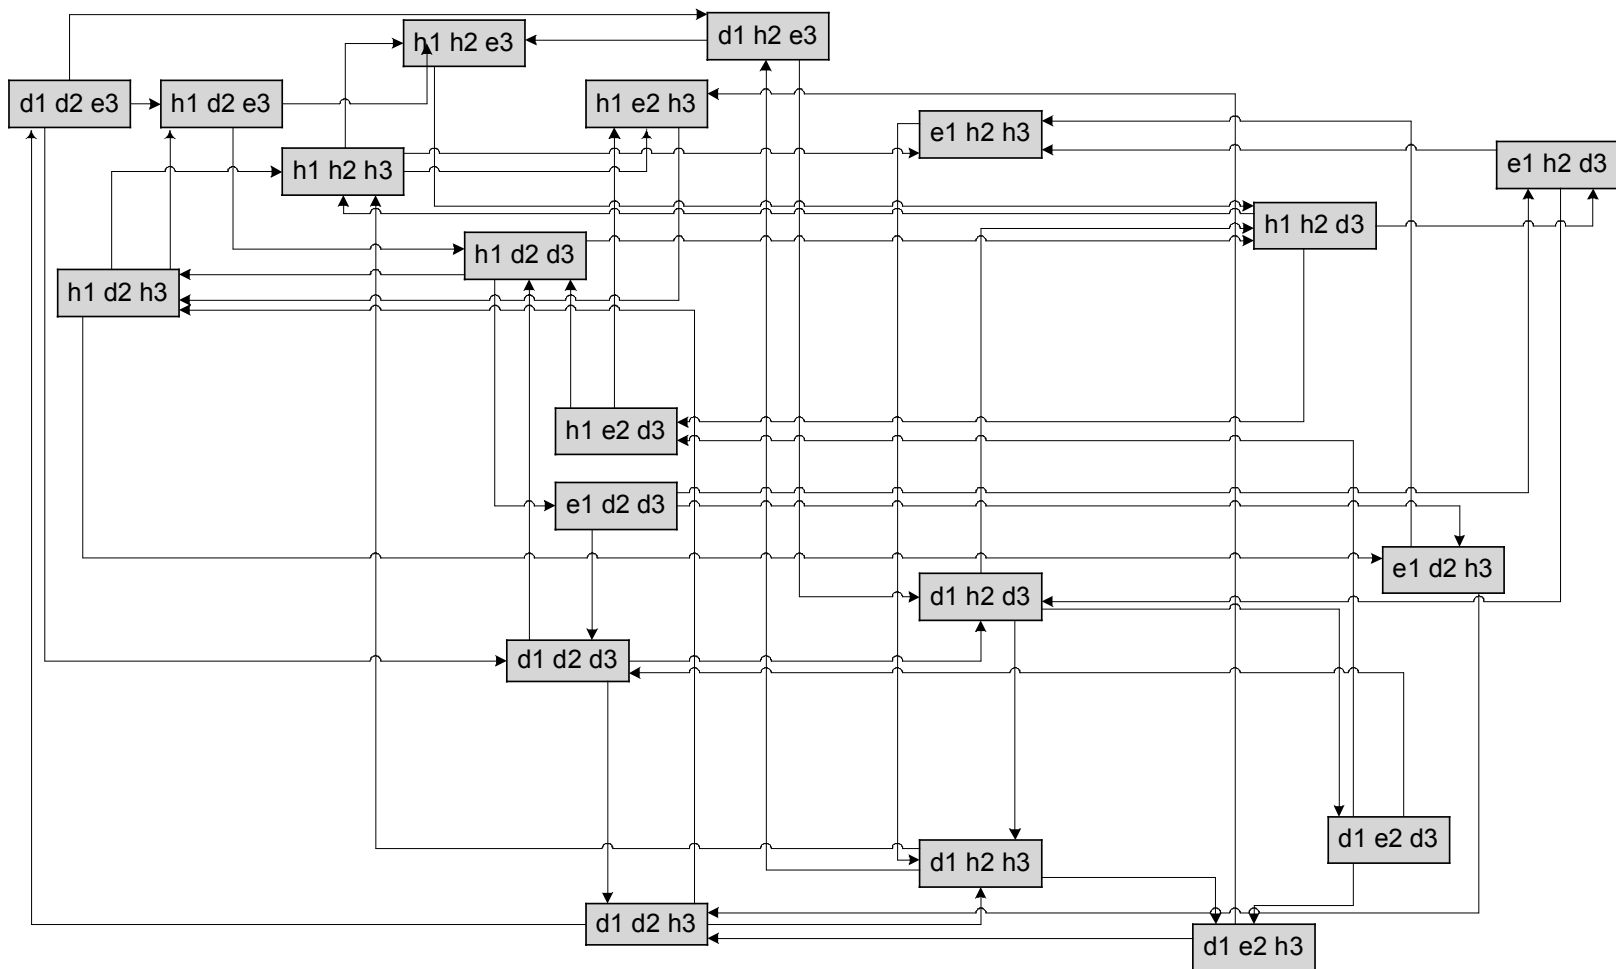 d1 h2 e3
h1 h2 e3
d1 d2 e3
h1 d2 e3
h1 e2 h3
e1 h2 h3
e1 h2 d3
h1 h2 h3
h1 h2 d3
h1 d2 d3
h1 d2 h3
h1 e2 d3
e1 d2 d3
e1 d2 h3
d1 h2 d3
d1 d2 d3
d1 e2 d3
d1 h2 h3
d1 d2 h3
d1 e2 h3